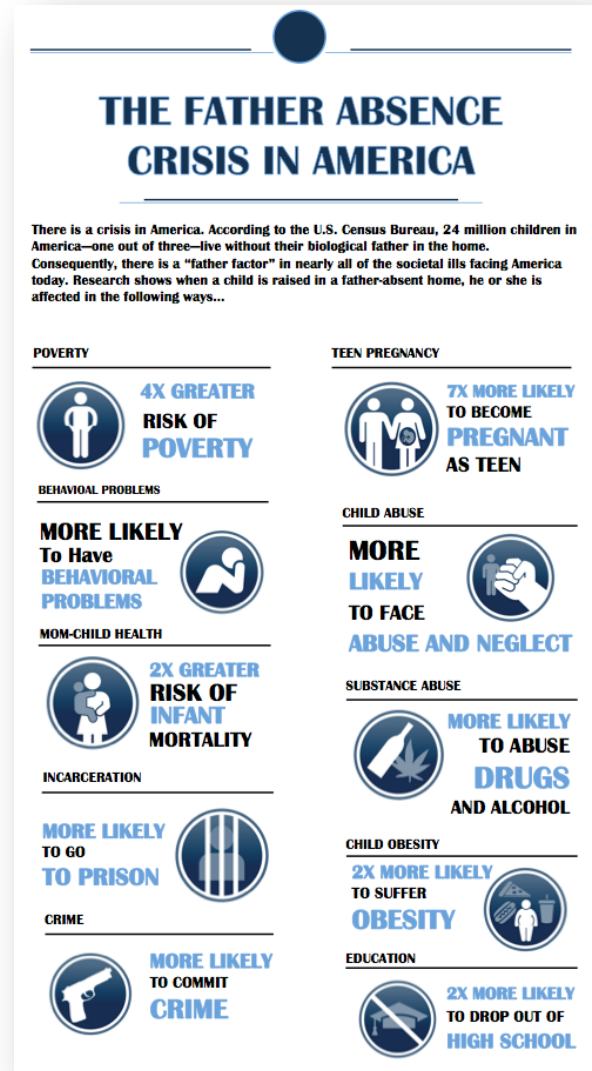 THE FATHER ABSENCE
CRISIS IN AMERICA
There is a crisis in America. According to the U.S. Census Bureau, 24 million children in
America—one out of three—live without their biological father in the home.
Consequently, there is a “father factor” in nearly all of the societal ills facing America
today. Research shows when a child is raised in a father-absent home, he or she is
affected in the following ways...
POVERTY
4X GREATER
RISK OF
POVERTY
BEHAVIOAL PROBLEMS
MORE LIKELY
To Have
BEHAVIORAL
PROBLEMS
MOM-CHILD HEALTH
2X GREATER
RISK OF
INFANT
MORTALITY
INCARCERATION
MORE LIKELY
TO GO
TO PRISON
CRIME
MORE LIKELY
TO COMMIT
CRIME
TEEN PREGNANCY
7X MORE LIKELY
TO BECOME
PREGNANT
AS TEEN
CHILD ABUSE
MORE
LIKELY
TO FACE
ABUSE AND NEGLECT
SUBSTANCE ABUSE
MORE LIKELY
TO ABUSE
DRUGS
AND ALCOHOL
CHILD OBESITY
2X MORE LIKELY
TO SUFFER
OBESITY
EDUCATION
2X MORE LIKELY
TO DROP OUT OF
HIGH SCHOOL